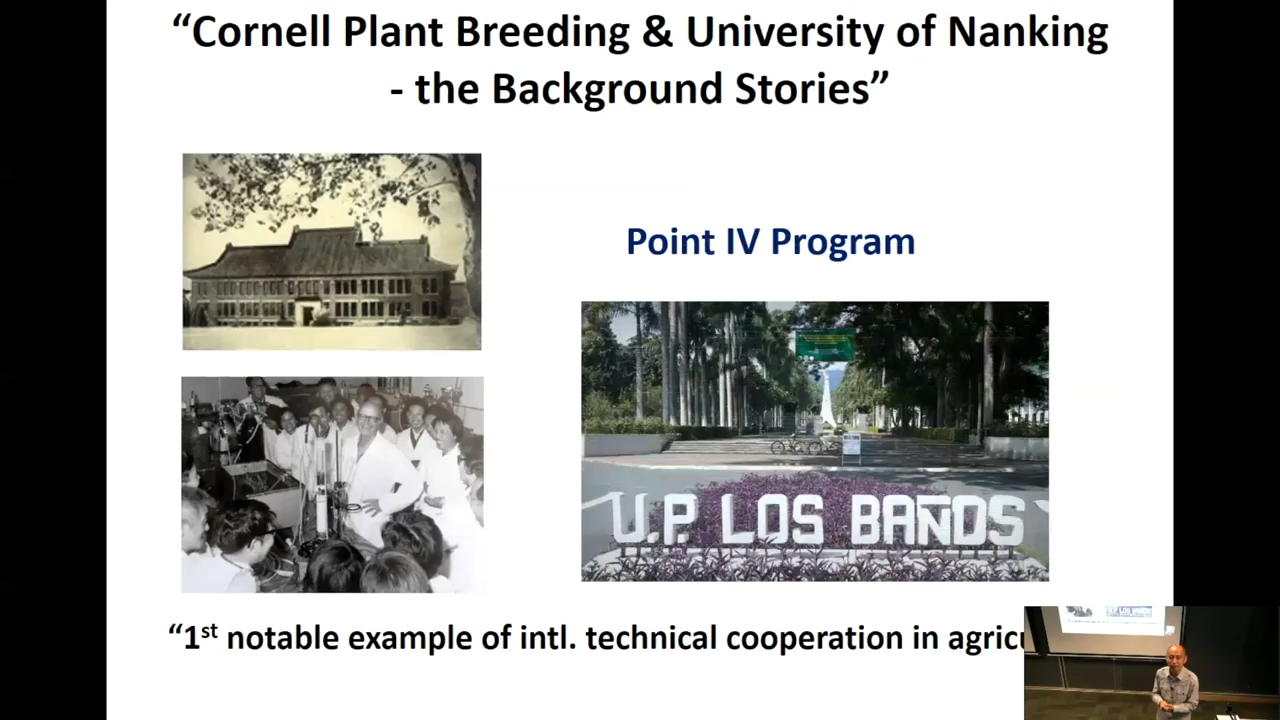 “Cornell Plant Breeding & University of Nanking
- the Background Stories”
Point IV Program
U.P. LOS BAÑOS
“1st notable example of intl. technical cooperation in